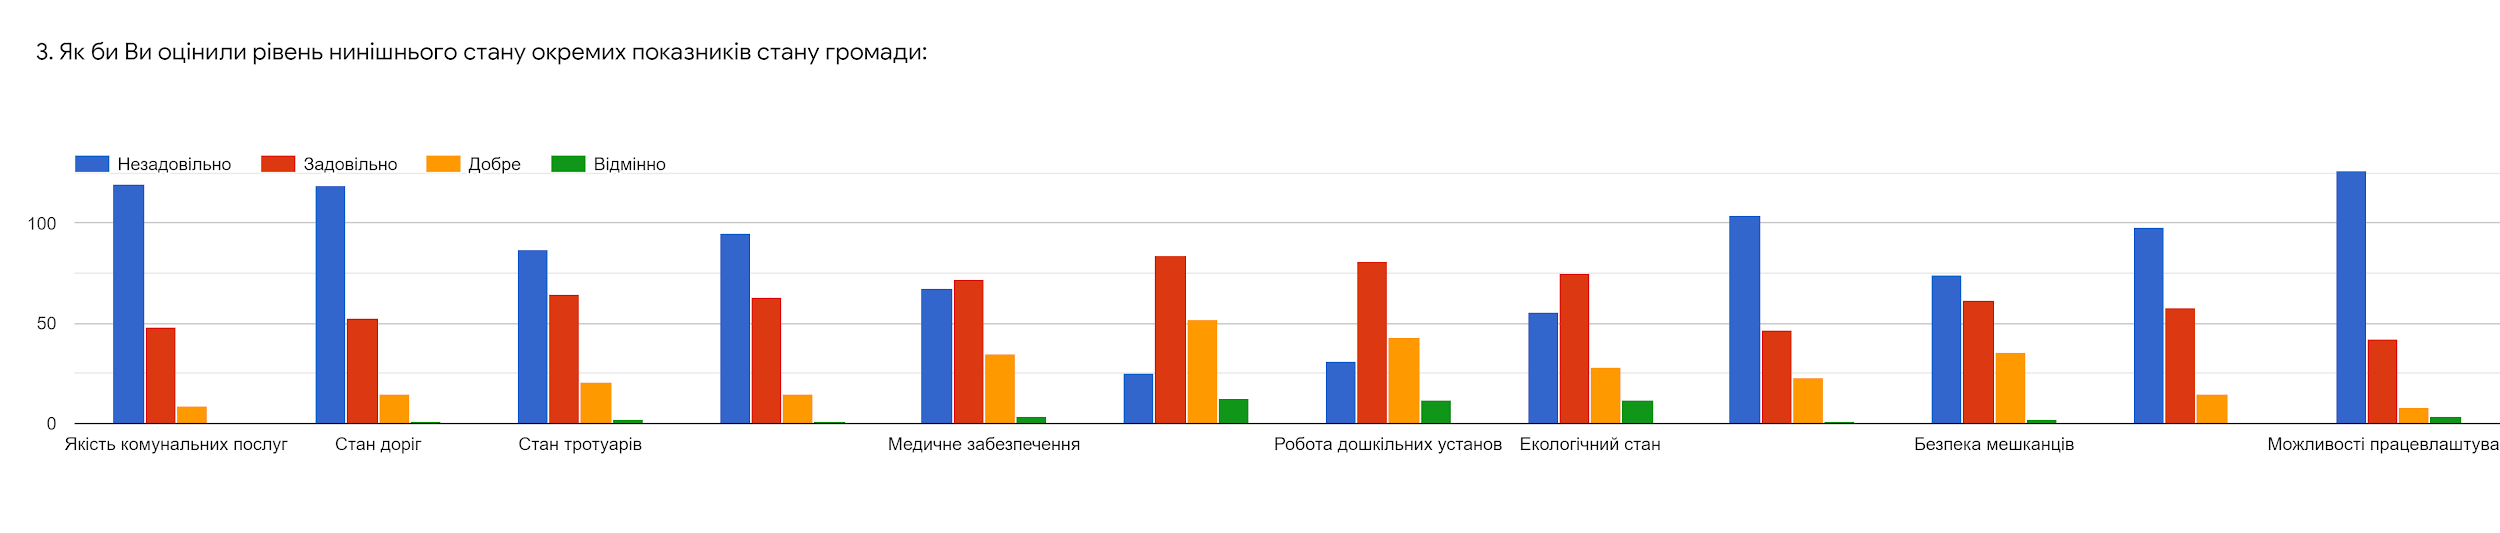 3. Як би Ви оцінили рівень нинішнього стану окремих показників стану громади:
Незадовільно Задовільно Добре Відмінно
100
50
0
Якість комунальних послуг Стан доріг Стан тротуарів Медичне забезпечення Робота дошкільних установ Екологічний стан Безпека мешканців Можливості працевлаштува